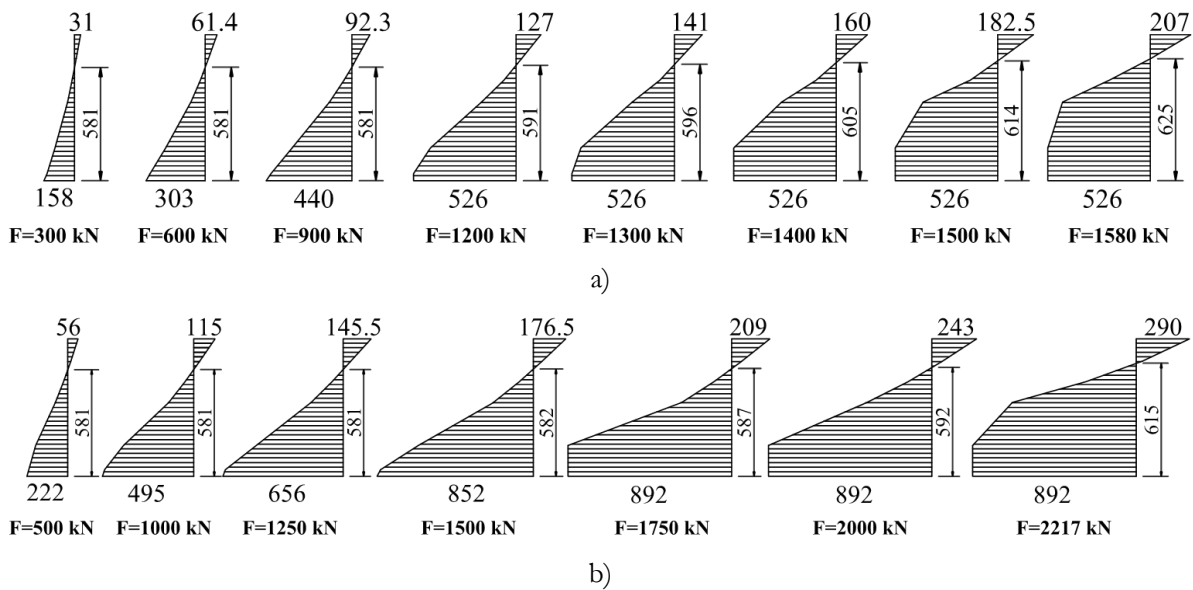 31 61.4 92.3 127 141 160 182.5 207
581 581 581 591 596 605 614 625
158 303 440 526 526 526 526 526
F=300 kN F=600 kN F=900 kN F=1200 kN F=1300 kN F=1400 kN F=1500 kN F=1580 kN
a)
56 115 145.5 176.5 209 243 290
581 581 581 582 587 592 615
222 495 656 852 892 892 892
F=500 kN F=1000 kN F=1250 kN F=1500 kN F=1750 kN F=2000 kN F=2217 kN
b)